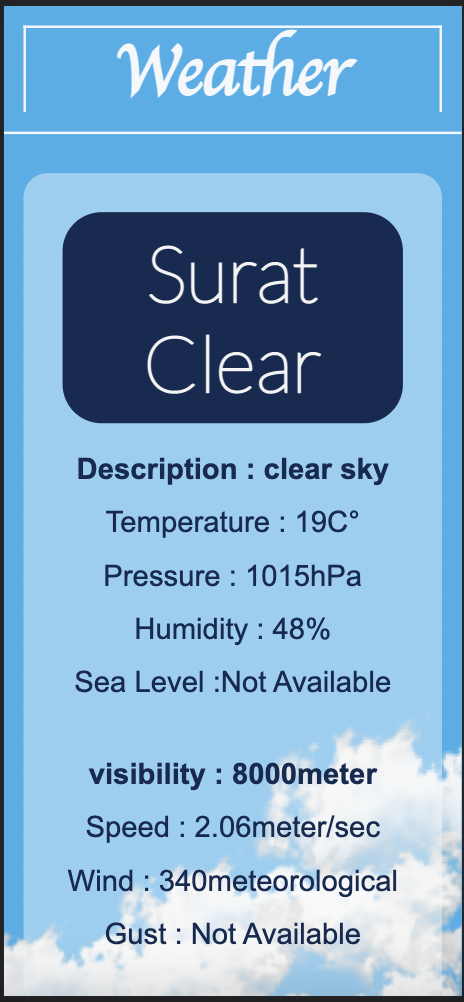 Weather
Surat
Clear
Description : clear sky
Temperature : 19C°
Pressure : 1015hPa
Humidity : 48%
Sea Level :Not Available
visibility : 8000meter
Speed : 2.06meter/sec
Wind : 340meteorological
Gust : Not Available